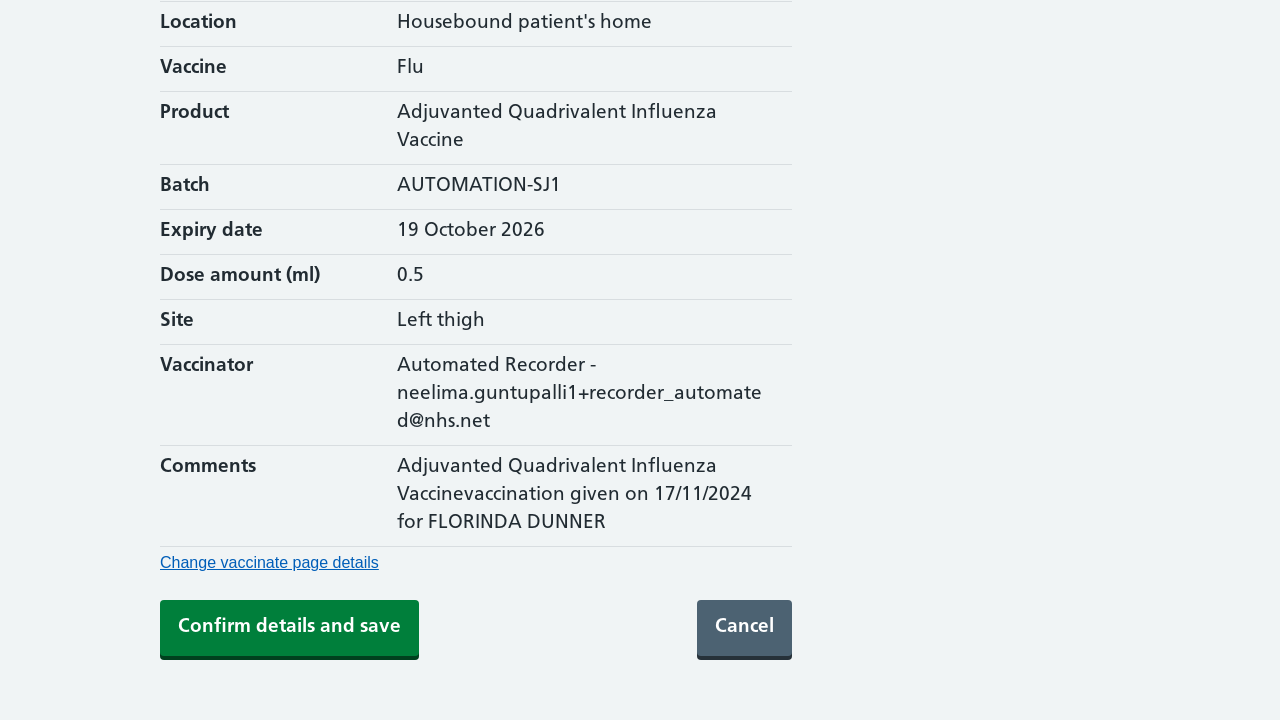 Location Housebound patient's home
Vaccine Flu
Product Adjuvanted Quadrivalent Influenza
Vaccine
Batch AUTOMATION-SJ1
Expiry date 19 October 2026
Dose amount (ml) 0.5
Site Left thigh
Vaccinator Automated Recorder -
neelima.guntupalli1+recorder_automate
d@nhs.net
Comments Adjuvanted Quadrivalent Influenza
Vaccinevaccination given on 17/11/2024
for FLORINDA DUNNER
Change vaccinate page details
Confirm details and save Cancel